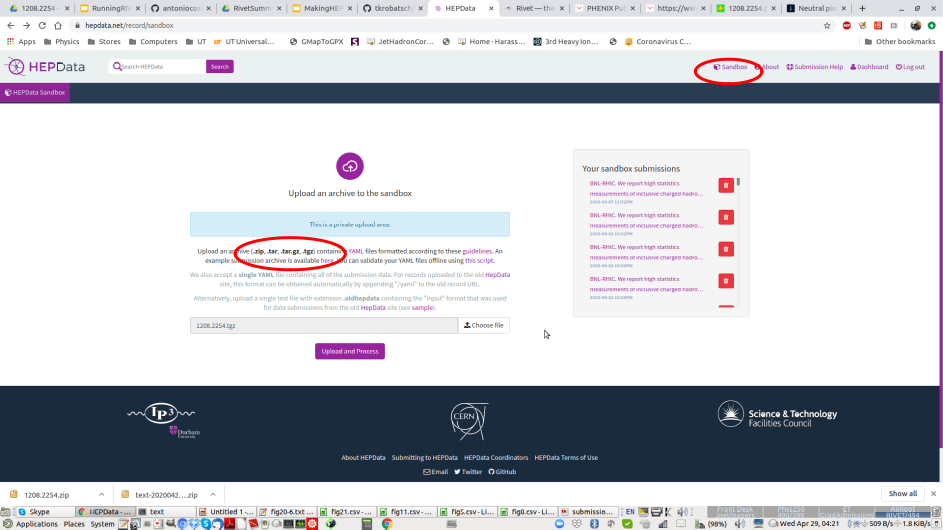 1208.2254 -
RunningRi
antonioco
RivetSumm
MakingHEP
tkrobatsch
HEPData
Rivet — the
PHENIX Pu
https://ww
1208.2254.
Neutral pio
hepdata.net/record/sandbox
Apps Physics Stores Computers UT UT Universal... GMapToGPX JetHadronCor... Home - Harass... 3rd Heavy Ion... Coronavirus C... Other bookmarks
HEPData Search HEPData Search Sandbox About Submission Help Dashboard Log out
HEPData Sandbox
Upload an archive to the sandbox
This is a private upload area.
Upload an archive (.zip, .tar, .tar.gz, .tgz) containing YAML files formatted according to these guidelines. An
example submission archive is available here. You can validate your YAML files offline using this script.
We also accept a single YAML file containing all of the submission data. For records uploaded to the old HepData
site, this format can be obtained automatically by appending "/yaml" to the old record URL.
Alternatively, upload a single text file with extension .oldhepdata containing the "input" format that was used
for data submissions from the old HepData site (see sample).
1208.2254.tgz Choose file
Upload and Process
Your sandbox submissions
BNL-RHIC. We report high statistics
measurements of inclusive charged hadro...
BNL-RHIC. We report high statistics
measurements of inclusive charged hadro...
BNL-RHIC. We report high statistics
measurements of inclusive charged hadro...
BNL-RHIC. We report high statistics
measurements of inclusive charged hadro...
IP3
Durham
University
CERN
Science & Technology
Facilities Council
About HEPData Submitting to HEPData HEPData Coordinators HEPData Terms of Use
Email Twitter GitHub
1208.2254.zip text-2020042....zip Show all
Skype HEPData -... text Untitled 1 -... fig20-6.txt ... fig21.csv - ... fig11.csv - ... fig5.csv - Li... fig9.csv - Li... submissio... EN
Applications Places System (98%) Wed Apr 29, 04:21 509 B/s 1.8 KiB/s